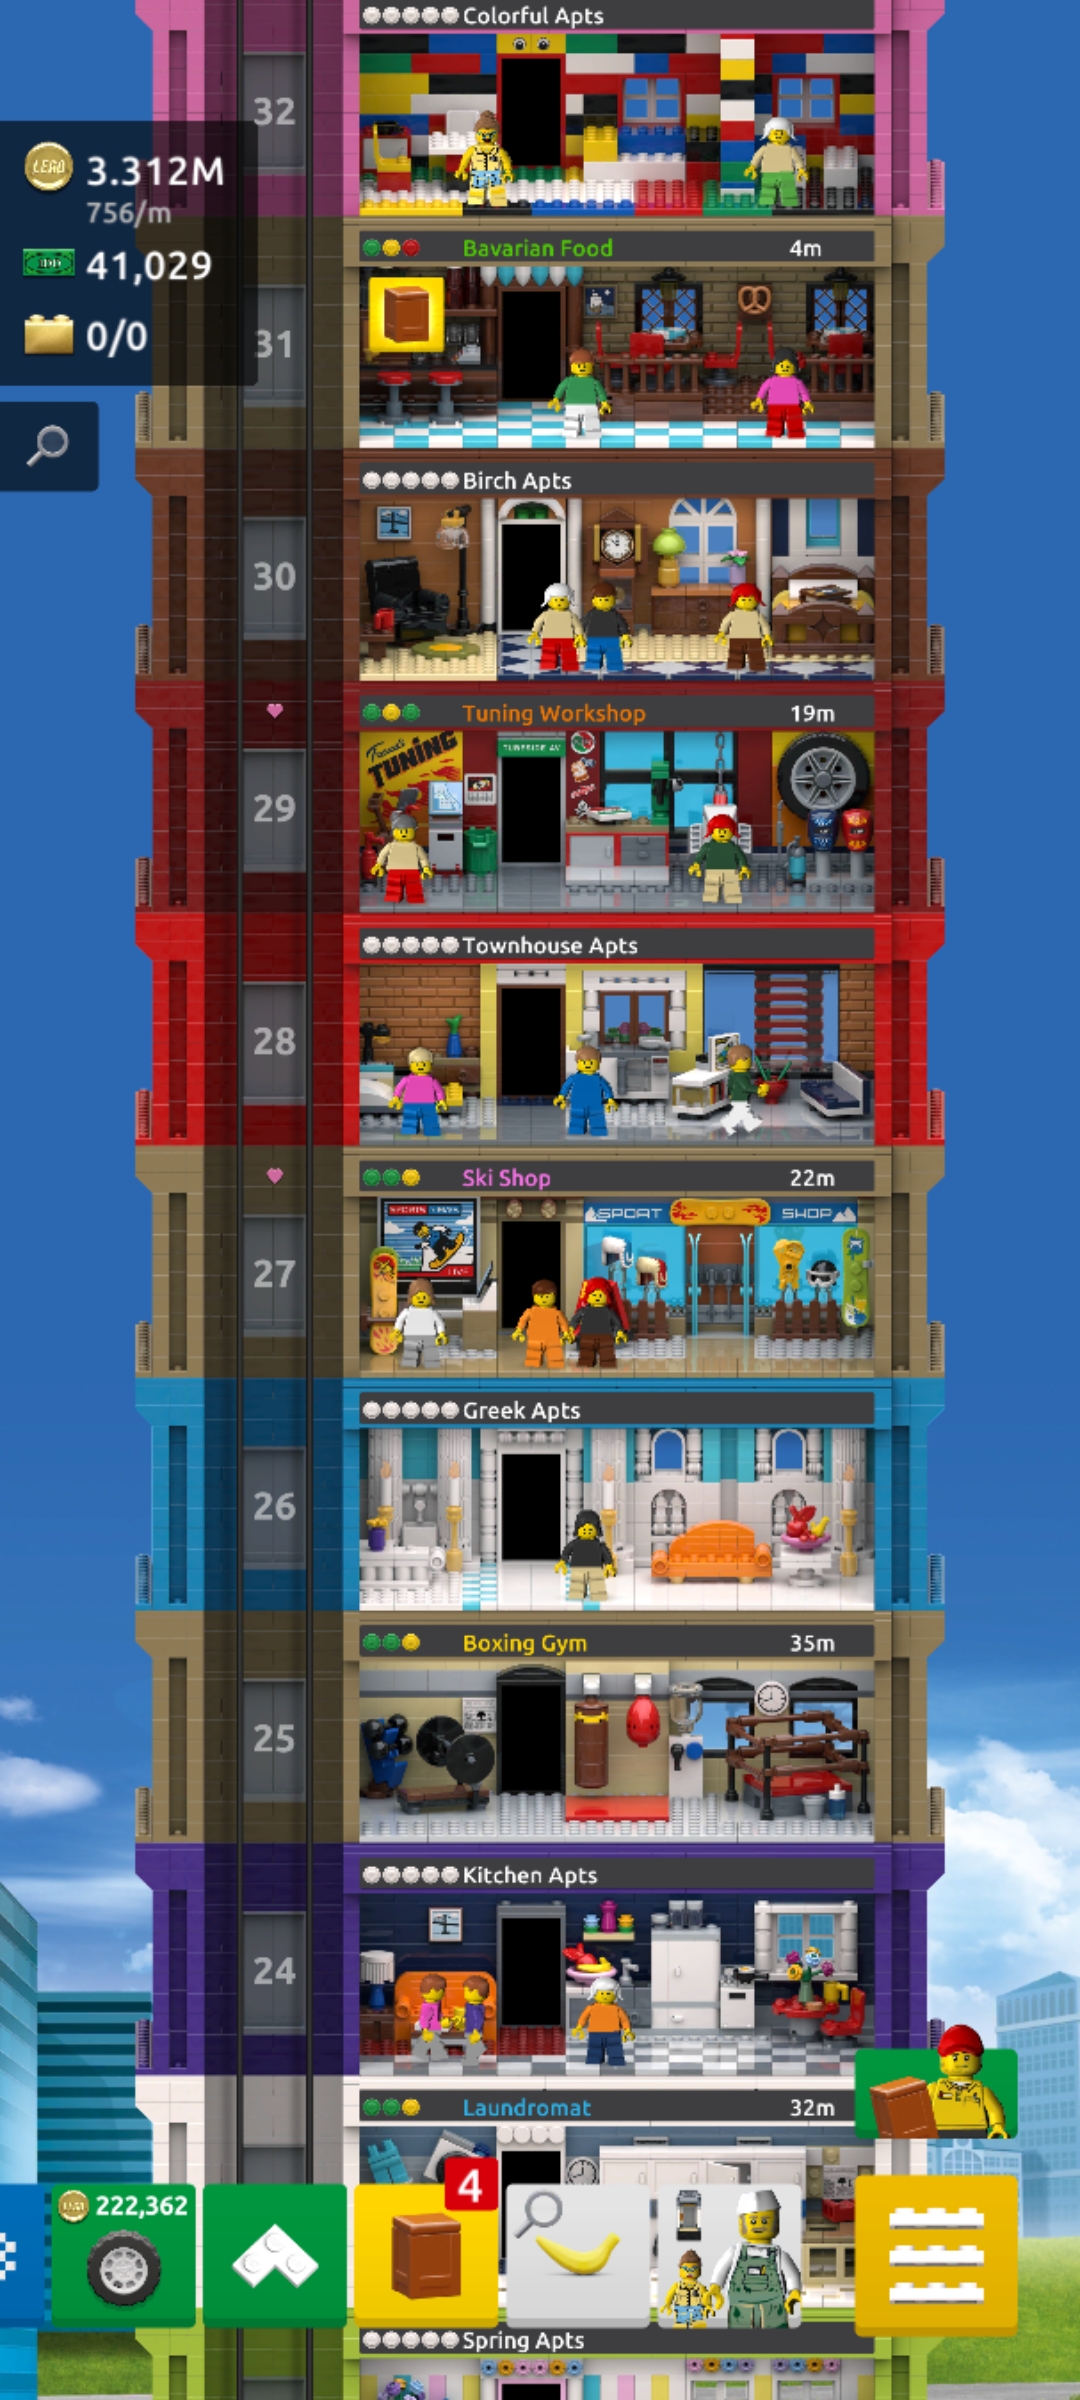 Colorful Apts
32
LEGO 3.312M
756/m
41,029
0/0
Bavarian Food 4m
31
Birch Apts
30
Tuning Workshop 19m
TUNING
29
Townhouse Apts
28
Ski Shop 22m
SPORT SHOP
27
Greek Apts
26
Boxing Gym 35m
25
Kitchen Apts
24
Laundromat 32m
4
222,362
Spring Apts